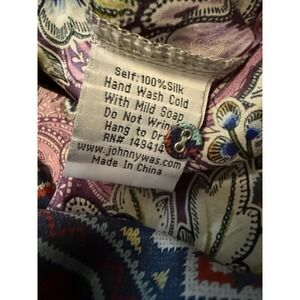 Self:100%Silk
Hand Wash Cold
With Mild Soap
Do Not Wring
Hang to Dry
RN# 149414
www.johnnywas.com
Made In China